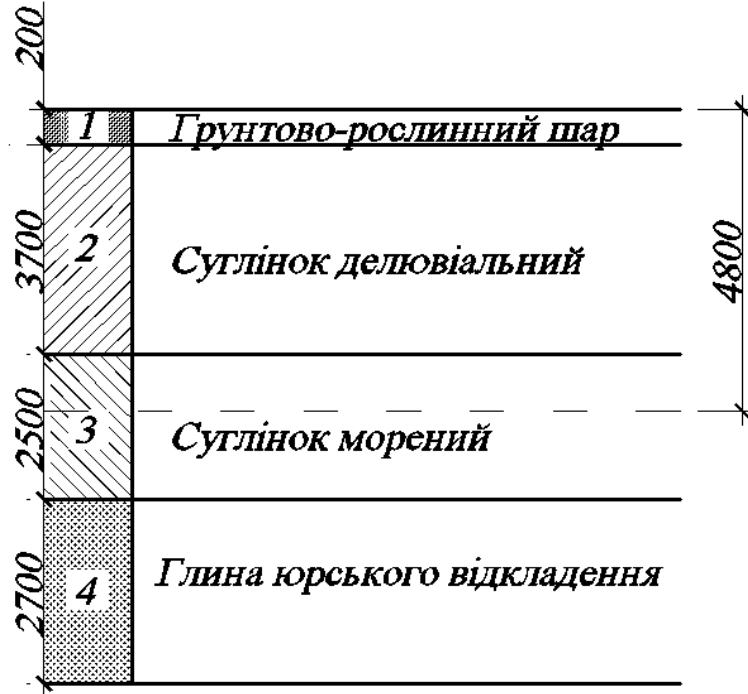 200
1 Грунтово-рослинний шар
3700
2 Суглінок делювіальний
4800
2500
3 Суглінок морений
2700
4 Глина юрського відкладення